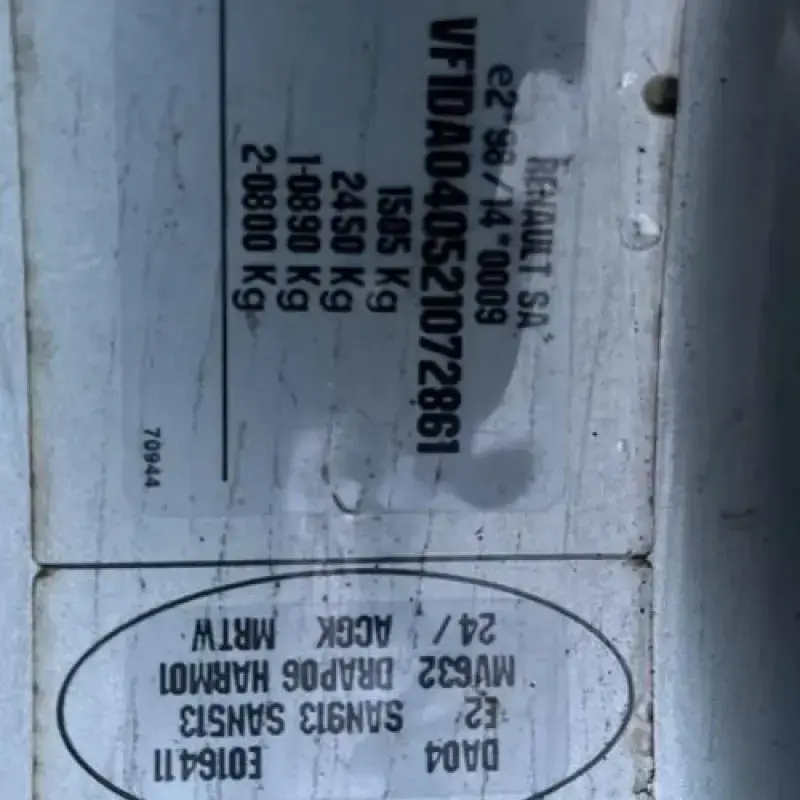 RENAULT SA
e2*98/14*0009
VF1DA040521072861
1505 Kg
2450 Kg
1-0890 Kg
2-0800 Kg
70944
DA04 E016411
E2 SAN913 SAN513
MV632 DRAP06 HARM01
24/ ACGK MRTW